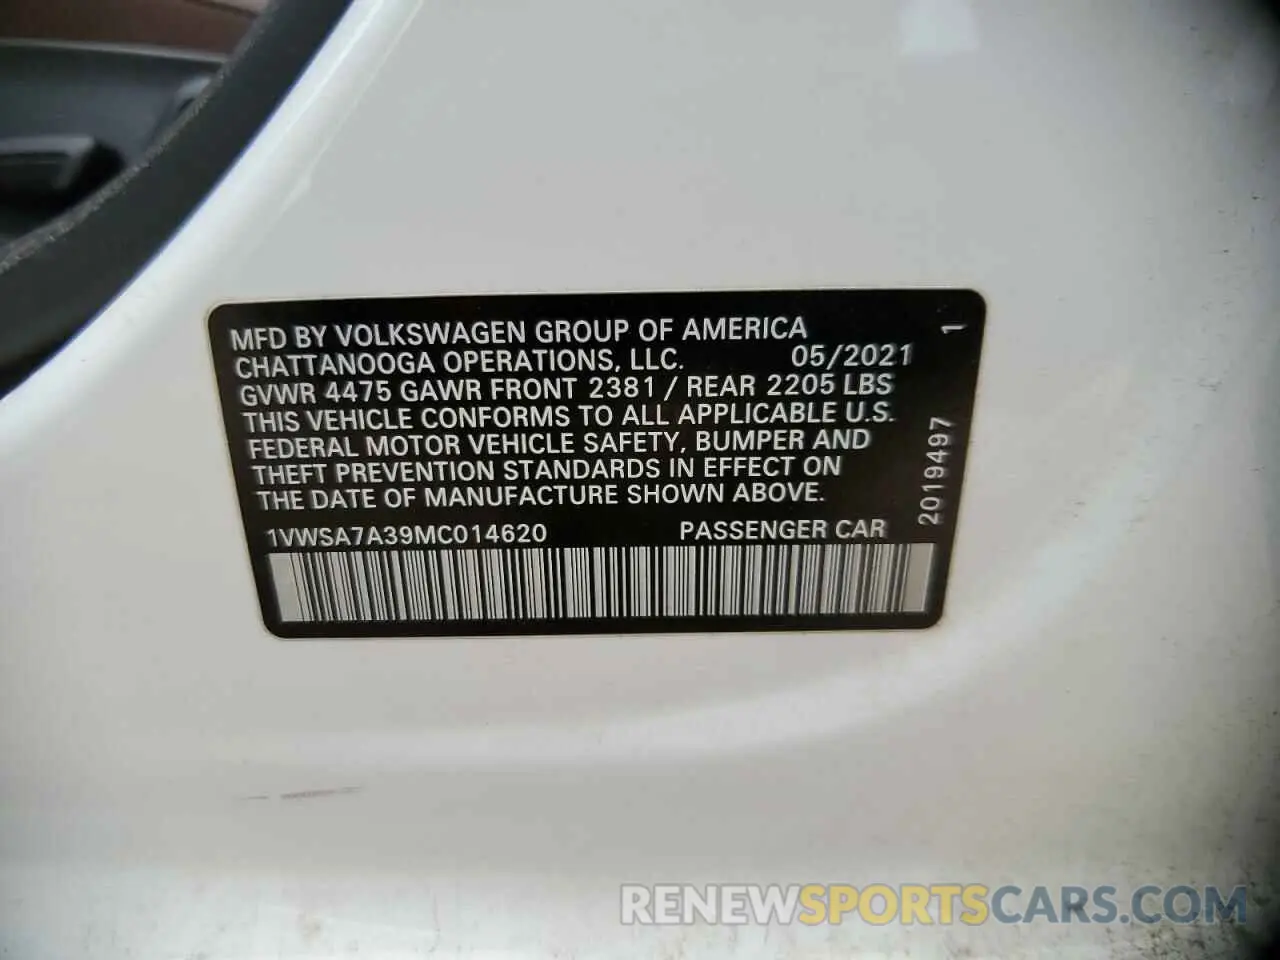 MFD BY VOLKSWAGEN GROUP OF AMERICA
CHATTANOOGA OPERATIONS, LLC. 05/2021
GVWR 4475 GAWR FRONT 2381 / REAR 2205 LBS
THIS VEHICLE CONFORMS TO ALL APPLICABLE U.S.
FEDERAL MOTOR VEHICLE SAFETY, BUMPER AND
THEFT PREVENTION STANDARDS IN EFFECT ON
THE DATE OF MANUFACTURE SHOWN ABOVE.
1VWSA7A39MC014620 PASSENGER CAR
2019497 1
RENEWSPORTSCARS.COM